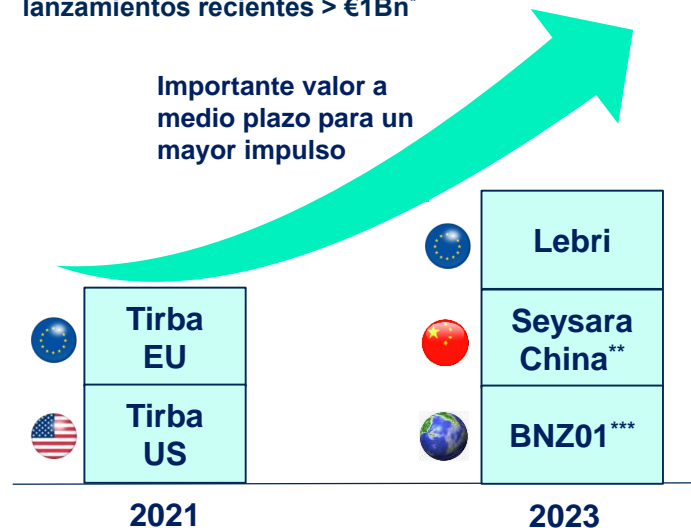 lanzamientos recientes > €1Bn*
Importante valor a
medio plazo para un
mayor impulso
Lebri
Tirba
EU
Seysara
China**
Tirba
US
BNZ01***
2021
2023